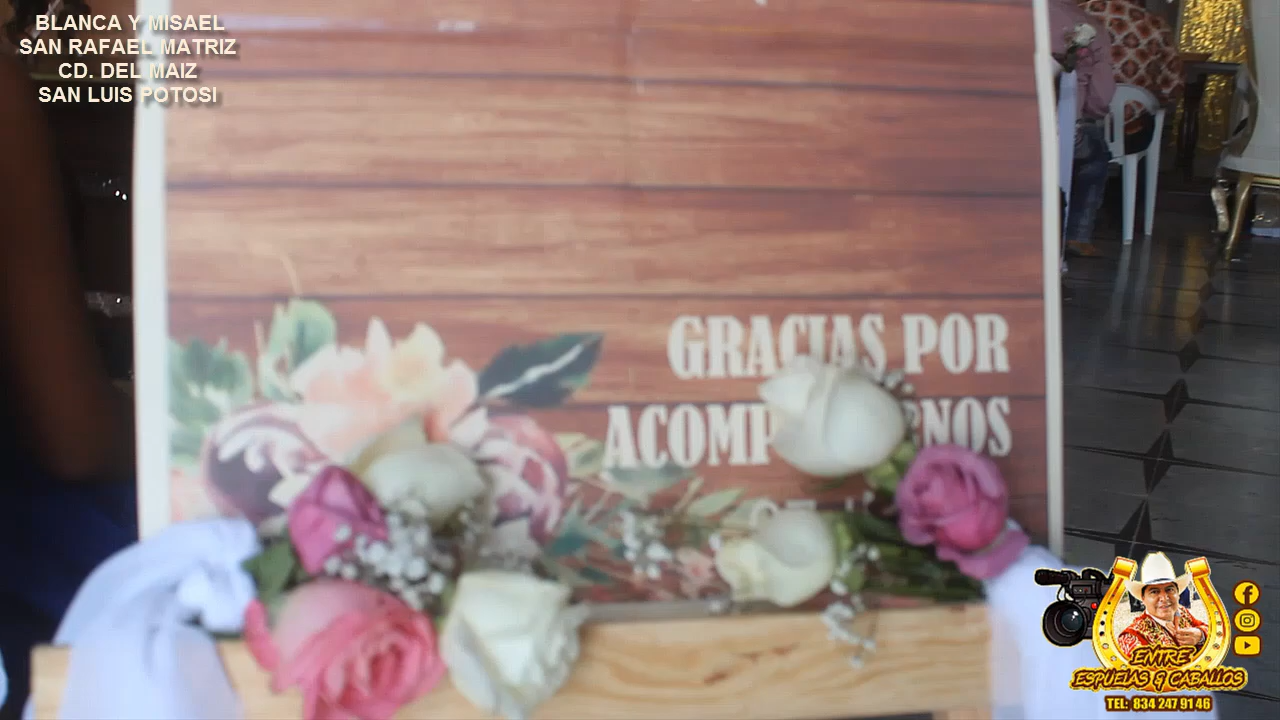 BLANCA Y MISAEL
SAN RAFAEL MATRIZ
CD. DEL MAIZ
SAN LUIS POTOSI
GRACIAS POR
ENTRE
ESPUELAS Y CABALLOS
TEL: 834 247 91 46